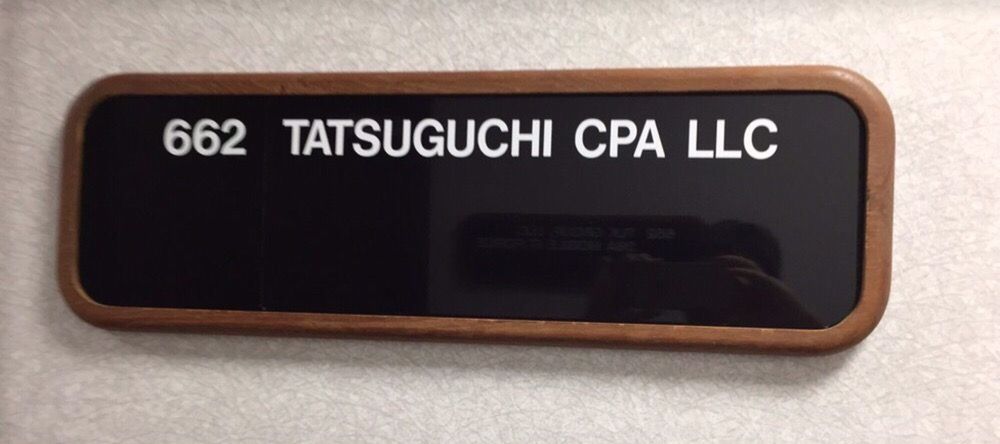 662 TATSUGUCHI CPA LLC